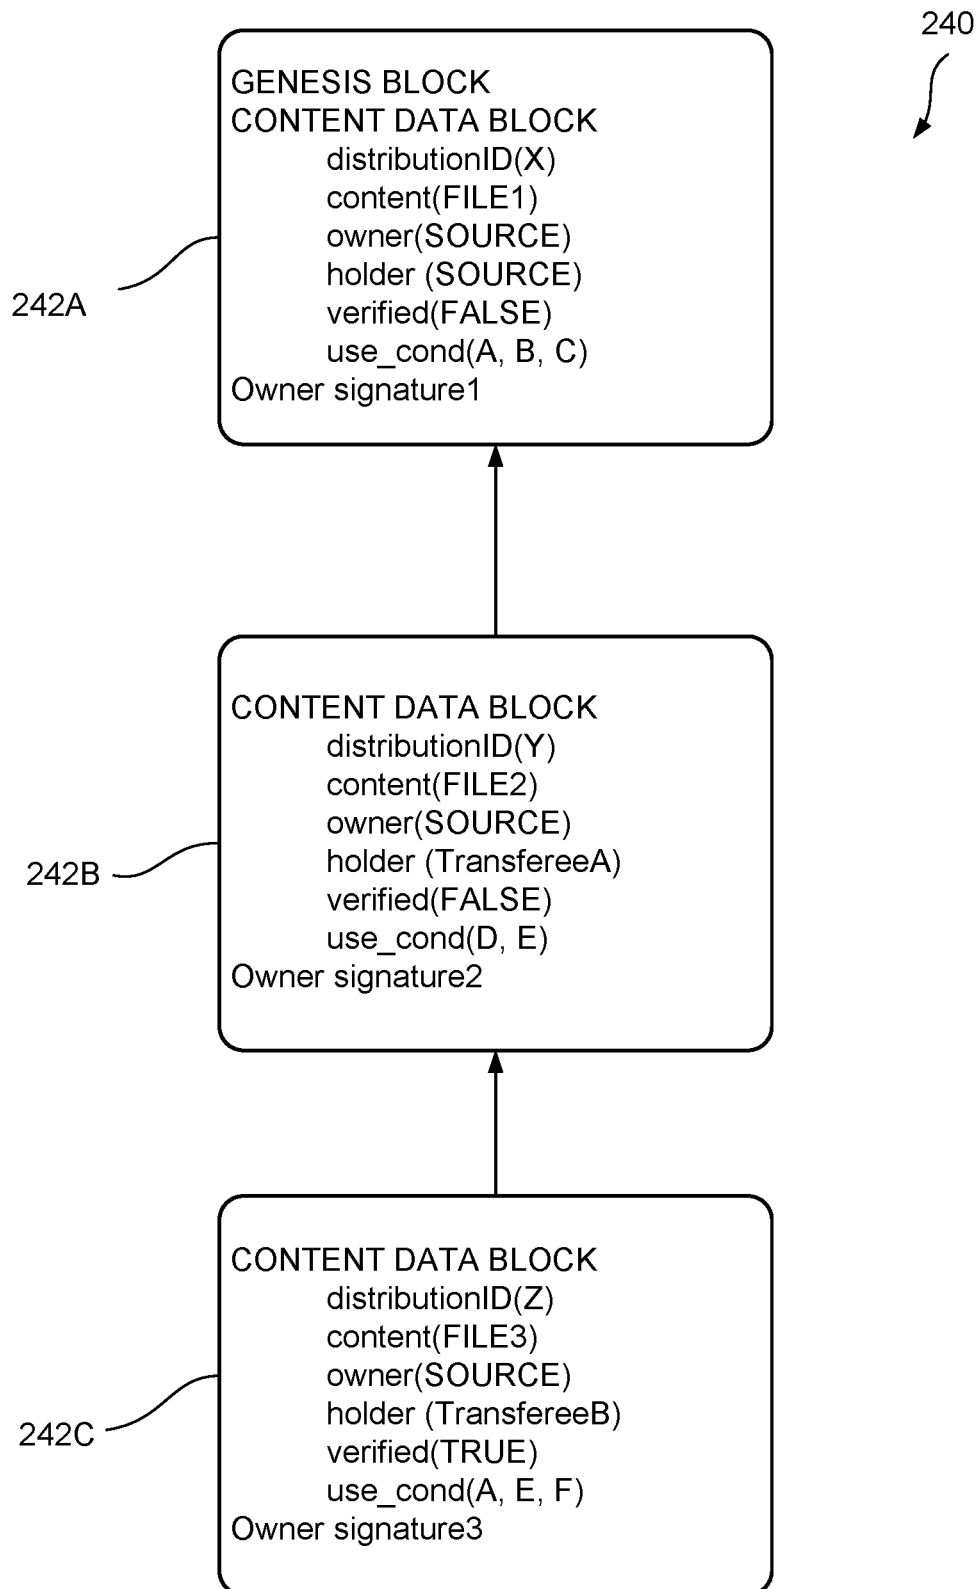 240
GENESIS BLOCK
CONTENT DATA BLOCK
distributionID(X)
content(FILE1)
owner(SOURCE)
holder (SOURCE)
verified(FALSE)
use_cond(A, B, C)
Owner signature1
242A
CONTENT DATA BLOCK
distributionID(Y)
content(FILE2)
owner(SOURCE)
holder (TransfereeA)
verified(FALSE)
use_cond(D, E)
Owner signature2
242B
CONTENT DATA BLOCK
distributionID(Z)
content(FILE3)
owner(SOURCE)
holder (TransfereeB)
verified(TRUE)
use_cond(A, E, F)
Owner signature3
242C